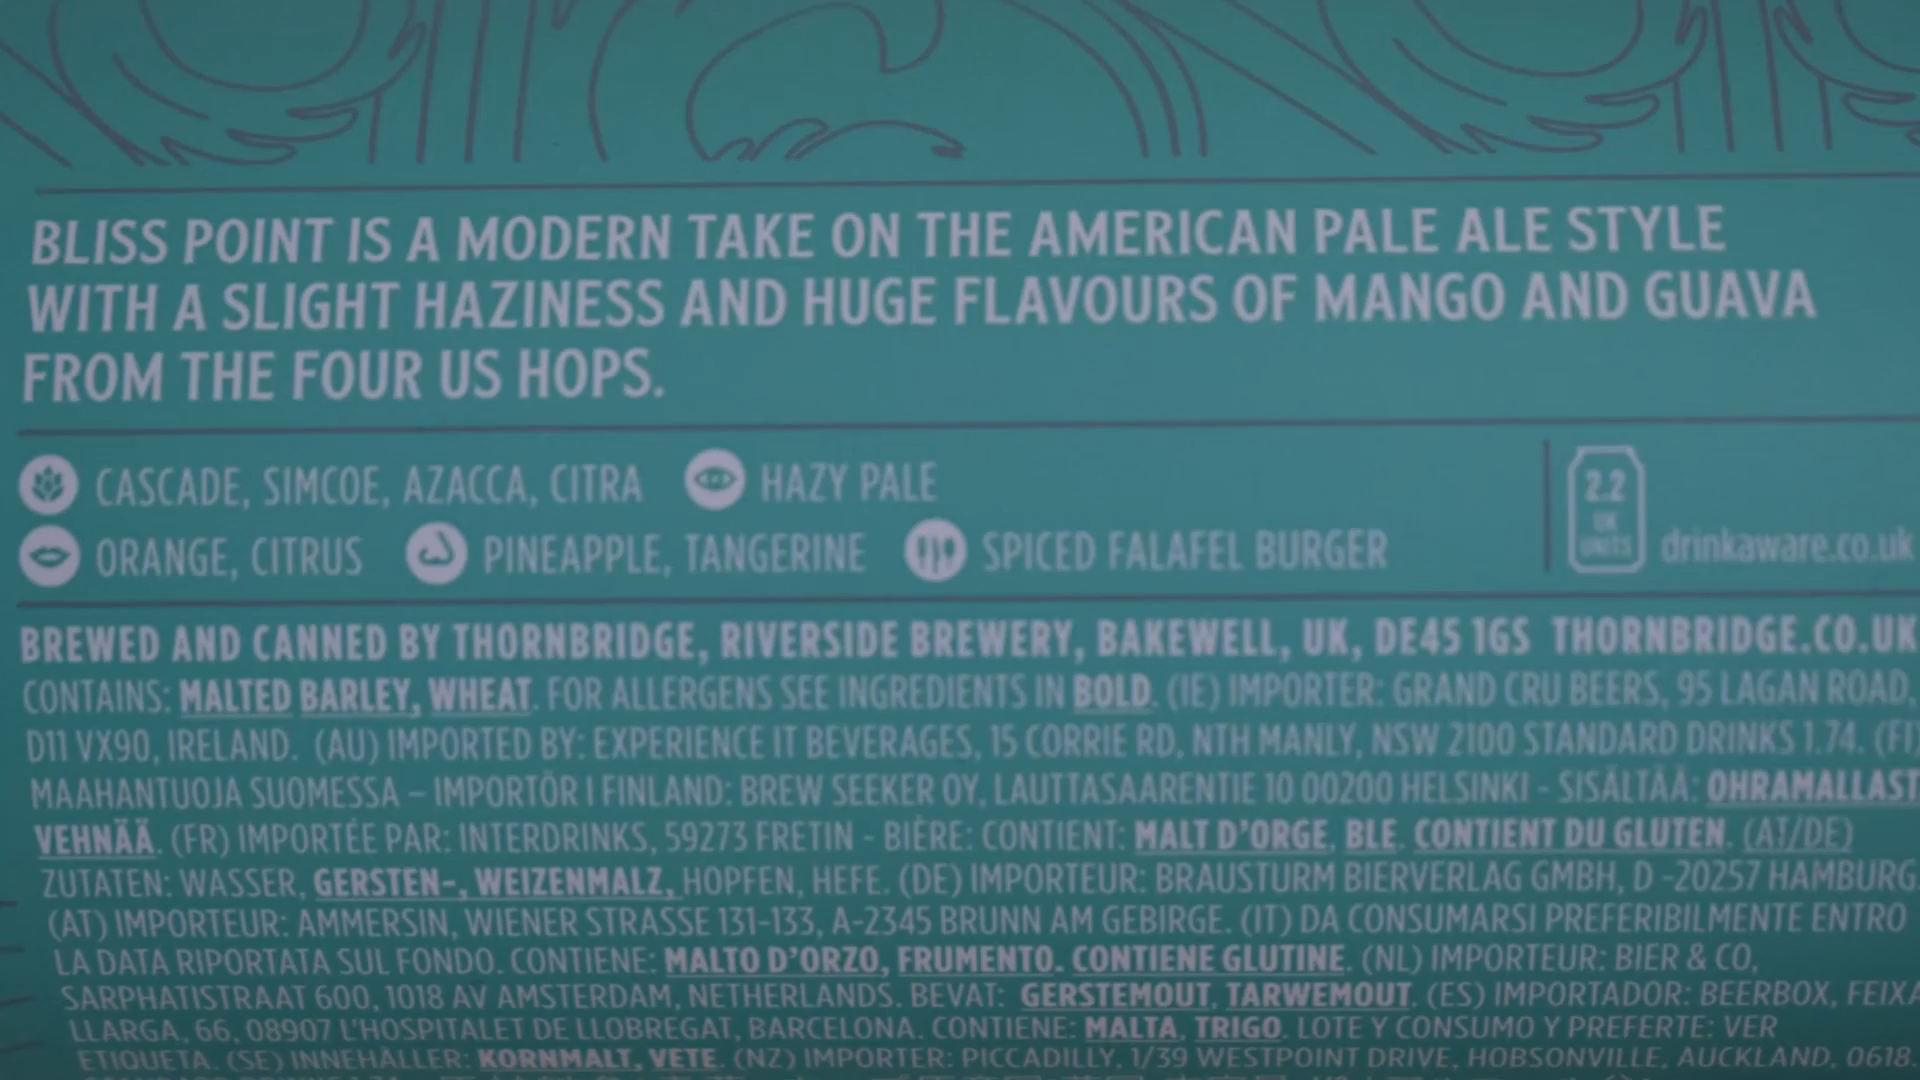 BLISS POINT IS A MODERN TAKE ON THE AMERICAN PALE ALE STYLE
WITH A SLIGHT HAZINESS AND HUGE FLAVOURS OF MANGO AND GUAVA
FROM THE FOUR US HOPS.
CASCADE, SIMCOE, AZACCA, CITRA HAZY PALE
ORANGE, CITRUS PINEAPPLE, TANGERINE SPICED FALAFEL BURGER
2.2
UK
UNITS
drinkaware.co.uk
BREWED AND CANNED BY THORNBRIDGE, RIVERSIDE BREWERY, BAKEWELL, UK, DE45 1GS THORNBRIDGE.CO.UK
CONTAINS: MALTED BARLEY, WHEAT. FOR ALLERGENS SEE INGREDIENTS IN BOLD. (IE) IMPORTER: GRAND CRU BEERS, 95 LAGAN ROAD,
D11 VX90, IRELAND. (AU) IMPORTED BY: EXPERIENCE IT BEVERAGES, 15 CORRIE RD, NTH MANLY, NSW 2100 STANDARD DRINKS 1.74. (FI)
MAAHANTUOJA SUOMESSA – IMPORTÖR I FINLAND: BREW SEEKER OY, LAUTTASAARENTIE 10 00200 HELSINKI - SISÄLTÄÄ: OHRAMALLAST
VEHNÄÄ. (FR) IMPORTÉE PAR: INTERDRINKS, 59273 FRETIN - BIÈRE: CONTIENT: MALT D'ORGE, BLE. CONTIENT DU GLUTEN. (AT/DE)
ZUTATEN: WASSER, GERSTEN-, WEIZENMALZ, HOPFEN, HEFE. (DE) IMPORTEUR: BRAUSTURM BIERVERLAG GMBH, D -20257 HAMBURG
(AT) IMPORTEUR: AMMERSIN, WIENER STRASSE 131-133, A-2345 BRUNN AM GEBIRGE. (IT) DA CONSUMARSI PREFERIBILMENTE ENTRO
LA DATA RIPORTATA SUL FONDO. CONTIENE: MALTO D'ORZO, FRUMENTO. CONTIENE GLUTINE. (NL) IMPORTEUR: BIER & CO,
SARPHATISTRAAT 600, 1018 AV AMSTERDAM, NETHERLANDS. BEVAT: GERSTEMOUT, TARWEMOUT. (ES) IMPORTADOR: BEERBOX, FEIXA
LLARGA, 66, 08907 L'HOSPITALET DE LLOBREGAT, BARCELONA. CONTIENE: MALTA, TRIGO. LOTE Y CONSUMO Y PREFERTE: VER
ETIQUETA. (SE) INNEHÅLLER: KORNMALT, VETE. (NZ) IMPORTER: PICCADILLY, 1/39 WESTPOINT DRIVE, HOBSONVILLE, AUCKLAND, 0618.